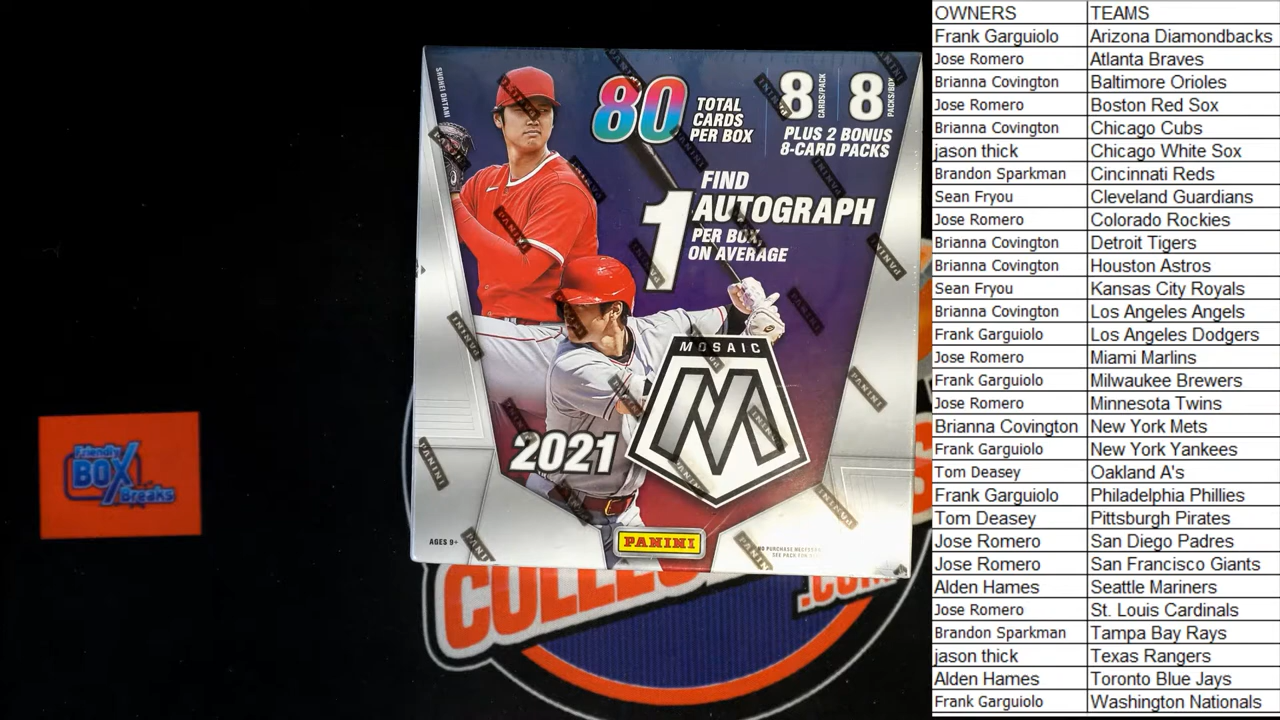 Friendly
BOX
Breaks
SHOHEI OHTANI
80
TOTAL
CARDS
PER BOX
8
CARDS/PACK
8
PACKS/BOX
PLUS 2 BONUS
8-CARD PACKS
FIND
1
AUTOGRAPH
PER BOX
ON AVERAGE
MOSAIC
M
2021
PANINI
AGES 9+
.COM
OWNERS TEAMS
Frank Garguiolo Arizona Diamondbacks
Jose Romero Atlanta Braves
Brianna Covington Baltimore Orioles
Jose Romero Boston Red Sox
Brianna Covington Chicago Cubs
jason thick Chicago White Sox
Brandon Sparkman Cincinnati Reds
Sean Fryou Cleveland Guardians
Jose Romero Colorado Rockies
Brianna Covington Detroit Tigers
Brianna Covington Houston Astros
Sean Fryou Kansas City Royals
Brianna Covington Los Angeles Angels
Frank Garguiolo Los Angeles Dodgers
Jose Romero Miami Marlins
Frank Garguiolo Milwaukee Brewers
Jose Romero Minnesota Twins
Brianna Covington New York Mets
Frank Garguiolo New York Yankees
Tom Deasey Oakland A's
Frank Garguiolo Philadelphia Phillies
Tom Deasey Pittsburgh Pirates
Jose Romero San Diego Padres
Jose Romero San Francisco Giants
Alden Hames Seattle Mariners
Jose Romero St. Louis Cardinals
Brandon Sparkman Tampa Bay Rays
jason thick Texas Rangers
Alden Hames Toronto Blue Jays
Frank Garguiolo Washington Nationals